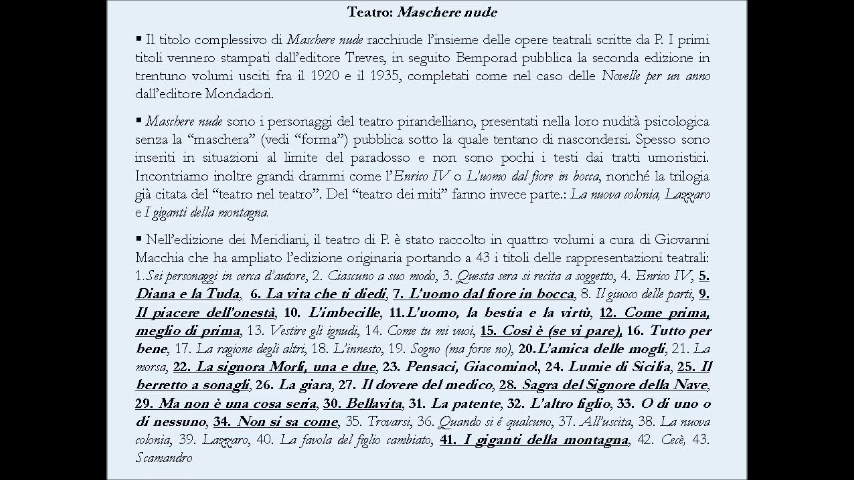 Teatro: Maschere nude
▪ Il titolo complessivo di Maschere nude racchiude l'insieme delle opere teatrali scritte da P. I primi
titoli vennero stampati dall'editore Treves, in seguito Bemporad pubblica la seconda edizione in
trentuno volumi usciti fra il 1920 e il 1935, completati come nel caso delle Novelle per un anno
dall'editore Mondadori.
▪ Maschere nude sono i personaggi del teatro pirandelliano, presentati nella loro nudità psicologica
senza la "maschera" (vedi "forma") pubblica sotto la quale tentano di nascondersi. Spesso sono
inseriti in situazioni al limite del paradosso e non sono pochi i testi dai tratti umoristici.
Incontriamo inoltre grandi drammi come l'Enrico IV o L'uomo dal fiore in bocca, nonché la trilogia
già citata del "teatro nel teatro". Del "teatro dei miti" fanno invece parte.: La nuova colonia, Lazzaro
e I giganti della montagna.
▪ Nell'edizione dei Meridiani, il teatro di P. è stato raccolto in quattro volumi a cura di Giovanni
Macchia che ha ampliato l'edizione originaria portando a 43 i titoli delle rappresentazioni teatrali:
1.Sei personaggi in cerca d'autore, 2. Ciascuno a suo modo, 3. Questa sera si recita a soggetto, 4. Enrico IV, 5.
Diana e la Tuda, 6. La vita che ti diedi, 7. L'uomo dal fiore in bocca, 8. Il giuoco delle parti, 9.
Il piacere dell'onestà, 10. L'imbecille, 11.L'uomo, la bestia e la virtù, 12. Come prima,
meglio di prima, 13. Vestire gli ignudi, 14. Come tu mi vuoi, 15. Così è (se vi pare), 16. Tutto per
bene, 17. La ragione degli altri, 18. L'innesto, 19. Sogno (ma forse no), 20.L'amica delle mogli, 21. La
morsa, 22. La signora Morli, una e due, 23. Pensaci, Giacomino!, 24. Lumie di Sicilia, 25. Il
berretto a sonagli, 26. La giara, 27. Il dovere del medico, 28. Sagra del Signore della Nave,
29. Ma non è una cosa seria, 30. Bellavita, 31. La patente, 32. L'altro figlio, 33. O di uno o
di nessuno, 34. Non si sa come, 35. Trovarsi, 36. Quando si è qualcuno, 37. All'uscita, 38. La nuova
colonia, 39. Lazzaro, 40. La favola del figlio cambiato, 41. I giganti della montagna, 42. Cecè, 43.
Scamandro